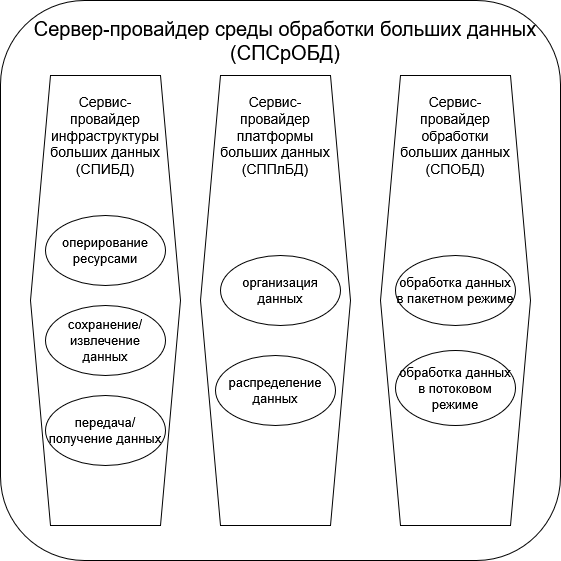 Сервер-провайдер среды обработки больших данных
(СПСрОБД)
Сервис-
провайдер
инфраструктуры
больших данных
(СПИБД)
оперирование
ресурсами
сохранение/
извлечение
данных
передача/
получение данных
Сервис-
провайдер
платформы
больших данных
(СППлБД)
организация
данных
распределение
данных
Сервис-
провайдер
обработки
больших данных
(СПОБД)
обработка данных
в пакетном режиме
обработка данных
в потоковом
режиме